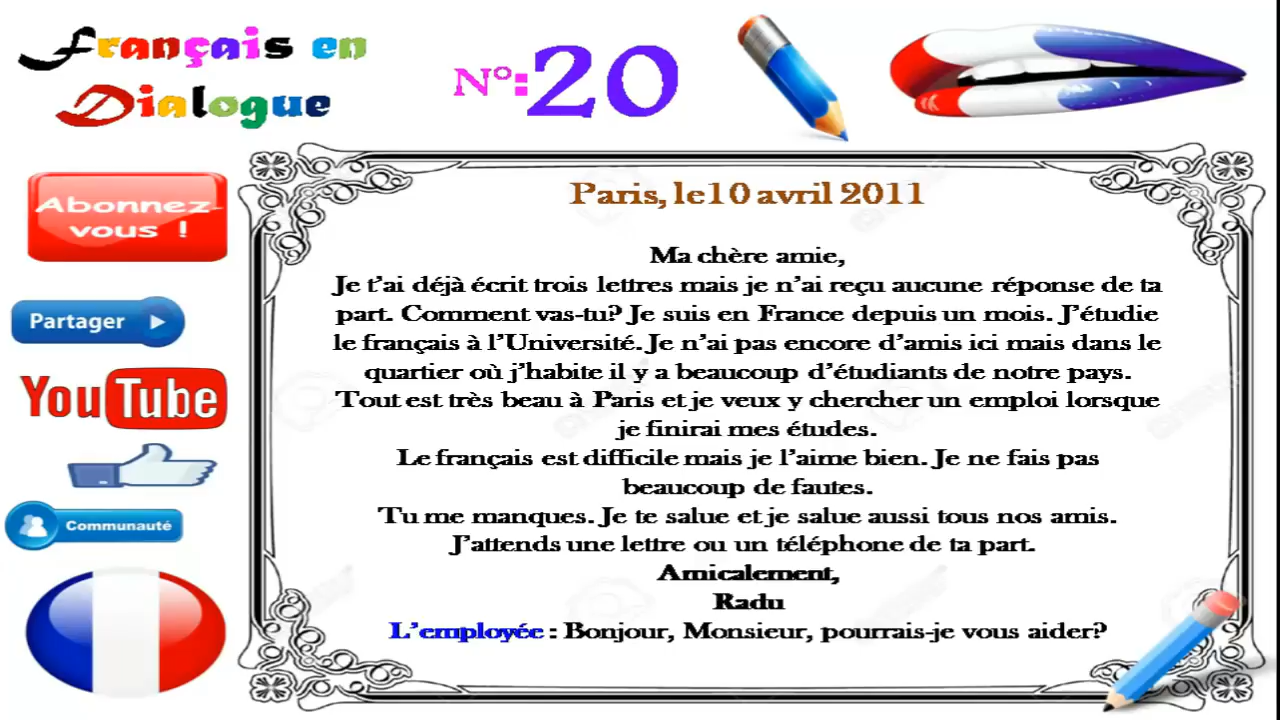 Français en
Dialogue
N°:20
Abonnez-
vous !
Partager
YouTube
Communauté
Paris, le10 avril 2011
Ma chère amie,
Je t'ai déjà écrit trois lettres mais je n'ai reçu aucune réponse de ta
part. Comment vas-tu? Je suis en France depuis un mois. J'étudie
le français à l'Université. Je n'ai pas encore d'amis ici mais dans le
quartier où j'habite il y a beaucoup d'étudiants de notre pays.
Tout est très beau à Paris et je veux y chercher un emploi lorsque
je finirai mes études.
Le français est difficile mais je l'aime bien. Je ne fais pas
beaucoup de fautes.
Tu me manques. Je te salue et je salue aussi tous nos amis.
J'attends une lettre ou un téléphone de ta part.
Amicalement,
Radu
L'employée : Bonjour, Monsieur, pourrais-je vous aider?